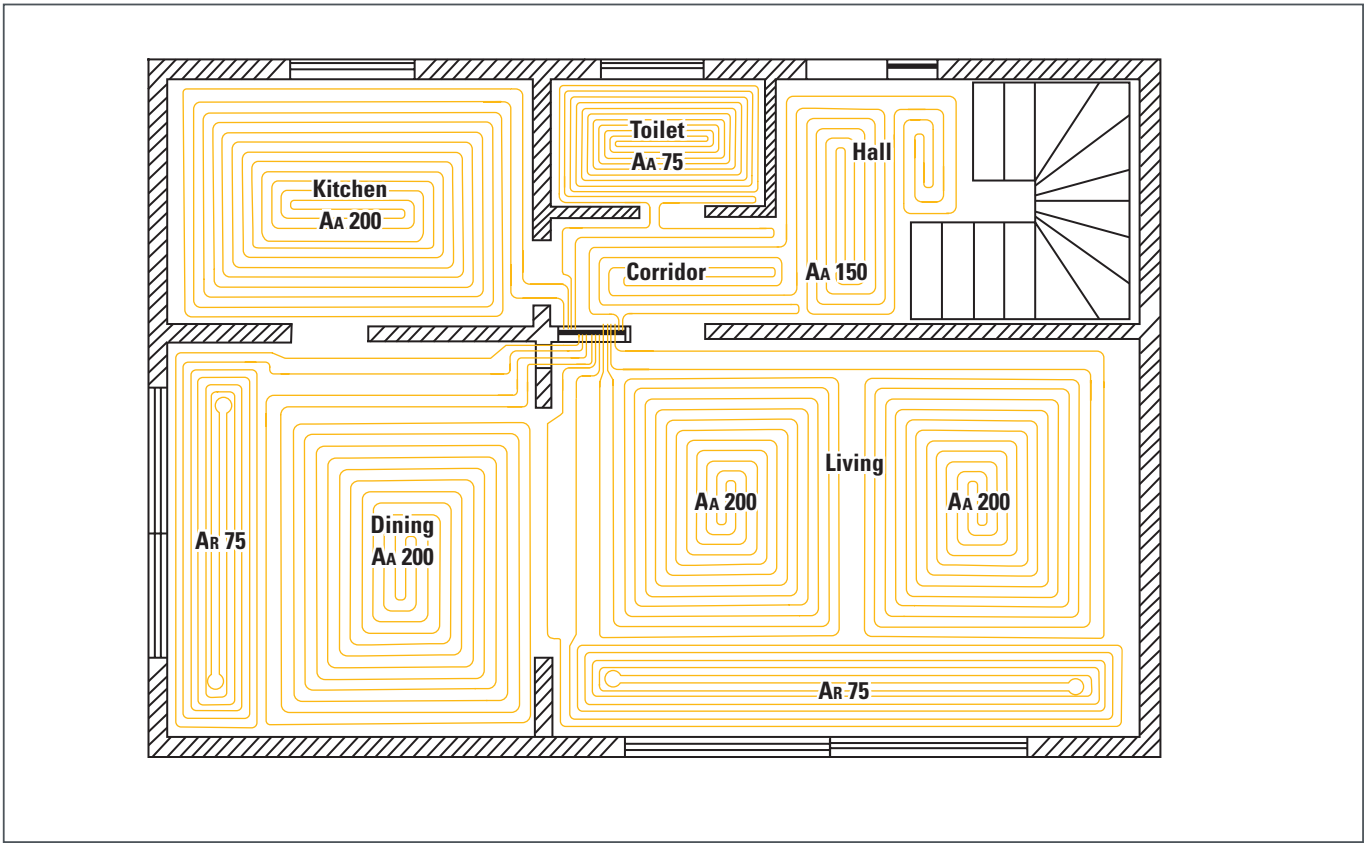 Toilet
AA 75
Hall
Kitchen
AA 200
Corridor
AA 150
Living
AA 200
AA 200
Dining
AA 200
AR 75
AR 75